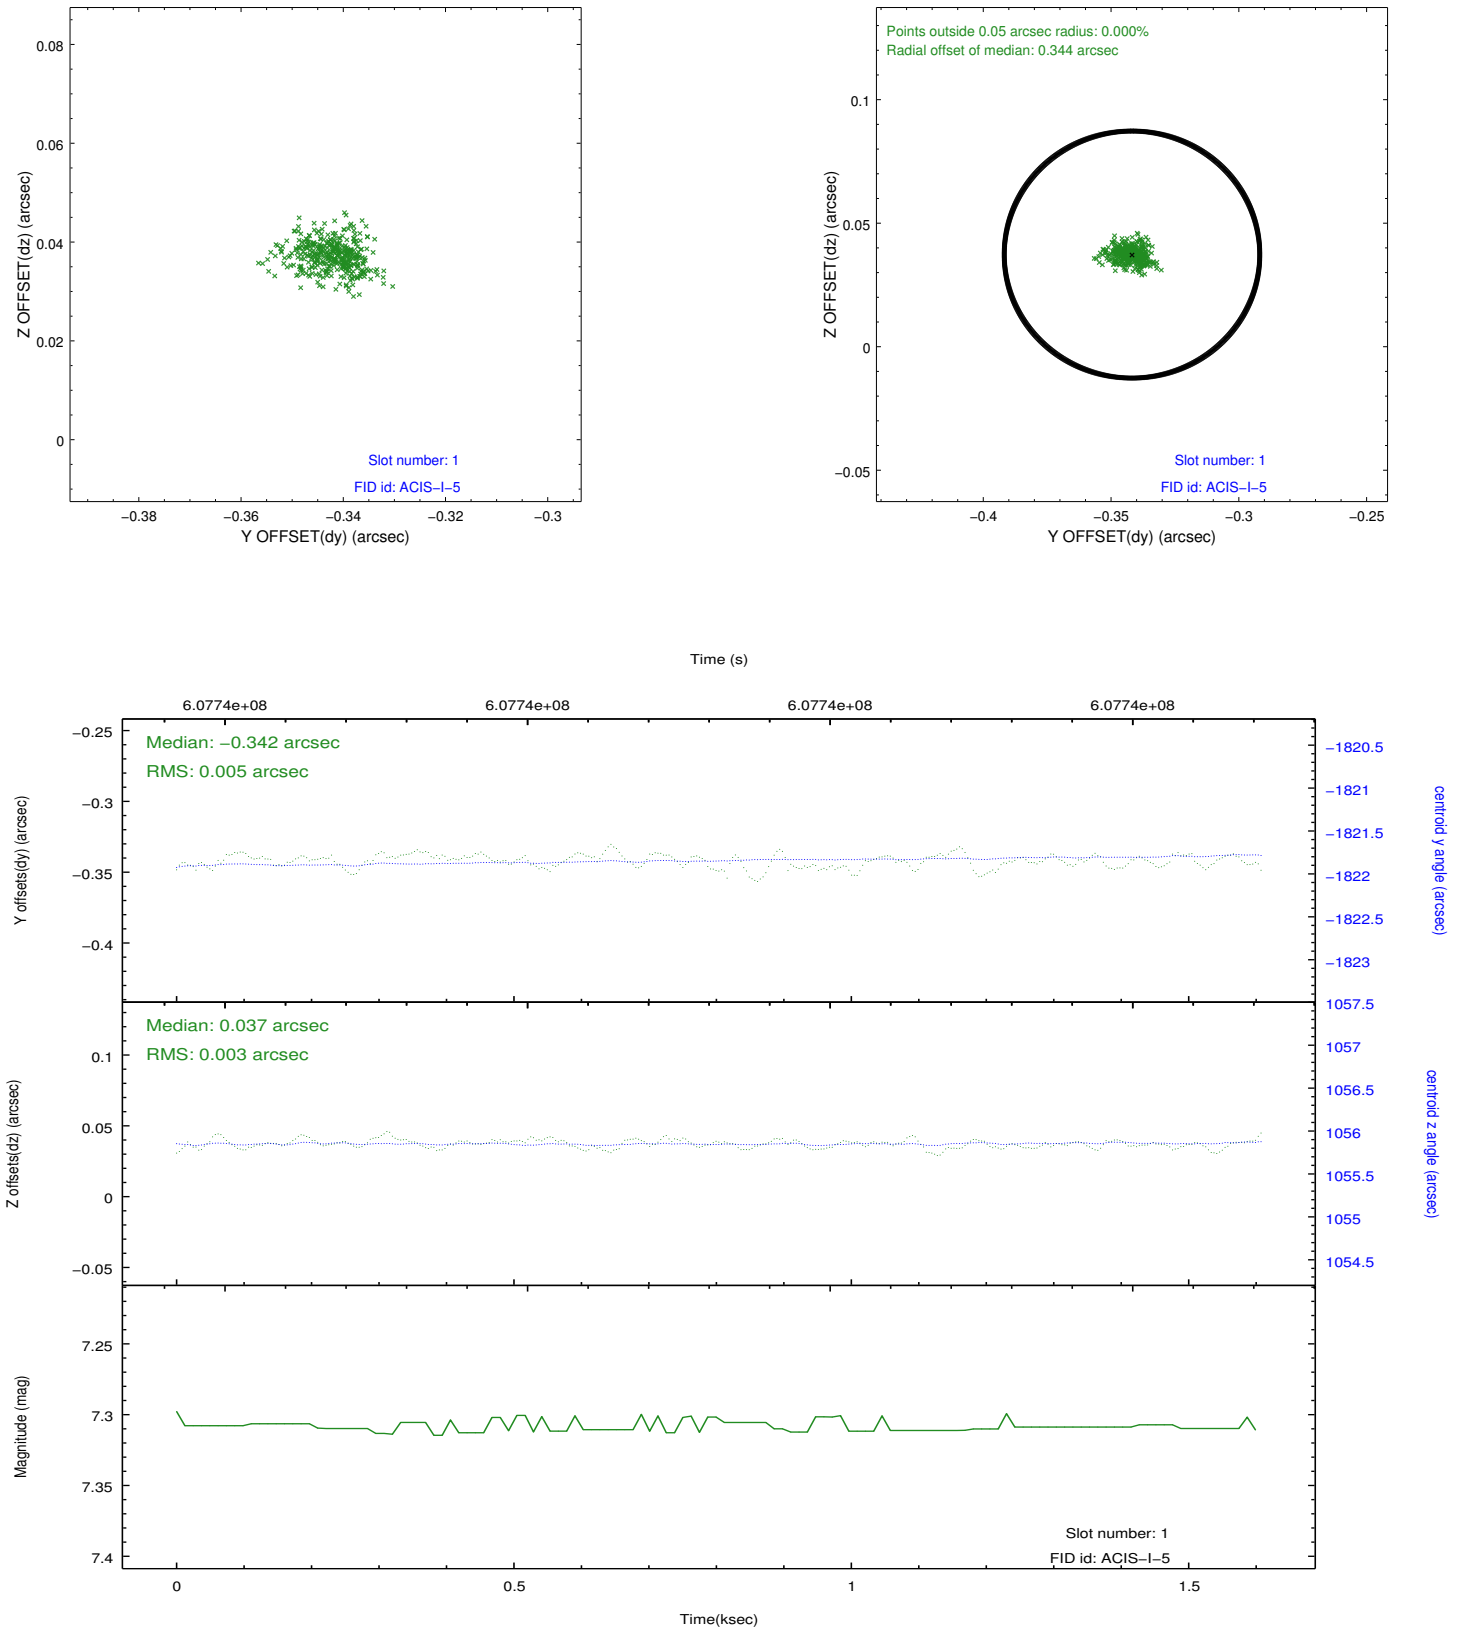 0.08
0.06
0.04
0.02
0
Z OFFSET(dz) (arcsec)
Slot number: 1
FID id: ACIS−I−5
−0.38
−0.36
−0.34
−0.32
−0.3
Y OFFSET(dy) (arcsec)
Points outside 0.05 arcsec radius: 0.000%
Radial offset of median: 0.344 arcsec
0.1
0.05
0
−0.05
Z OFFSET(dz) (arcsec)
Slot number: 1
FID id: ACIS−I−5
−0.4
−0.35
−0.3
−0.25
Y OFFSET(dy) (arcsec)
Time (s)
6.0774e+08
6.0774e+08
6.0774e+08
6.0774e+08
Median: −0.342 arcsec
RMS: 0.005 arcsec
−0.25
−0.3
−0.35
−0.4
Y offsets(dy) (arcsec)
−1820.5
−1821
−1821.5
−1822
−1822.5
−1823
centroid y angle (arcsec)
Median: 0.037 arcsec
RMS: 0.003 arcsec
0.1
0.05
0
−0.05
Z offsets(dz) (arcsec)
1057.5
1057
1056.5
1056
1055.5
1055
1054.5
centroid z angle (arcsec)
7.25
7.3
7.35
7.4
Magnitude (mag)
Slot number: 1
FID id: ACIS−I−5
0
0.5
1
1.5
Time(ksec)